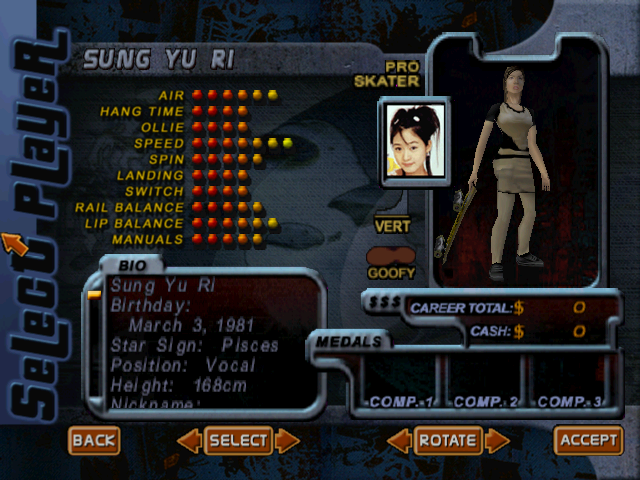 Select Player
SUNG YU RI
PRO
SKATER
AIR
HANG TIME
OLLIE
SPEED
SPIN
LANDING
SWITCH
RAIL BALANCE
LIP BALANCE
MANUALS
VERT
GOOFY
BIO
Sung Yu Ri
Birthday:
March 3, 1981
Star Sign: Pisces
Position: Vocal
Height: 168cm
Nickname:
$$$
CAREER TOTAL:$ 0
CASH:$ 0
MEDALS
COMP. 1 COMP. 2 COMP. 3
BACK SELECT ROTATE ACCEPT